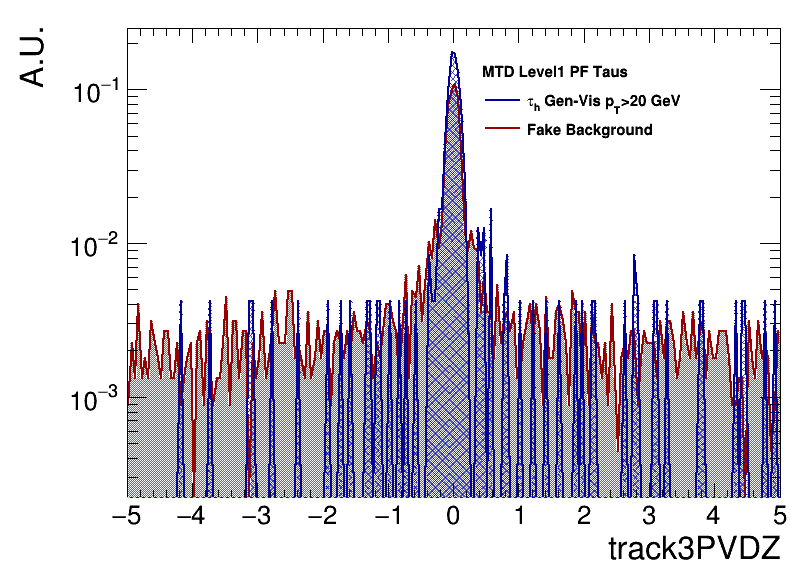 A.U.
MTD Level1 PF Taus
τh Gen-Vis pT>20 GeV
Fake Background
10−1
10−2
10−3
−5 −4 −3 −2 −1 0 1 2 3 4 5
track3PVDZ